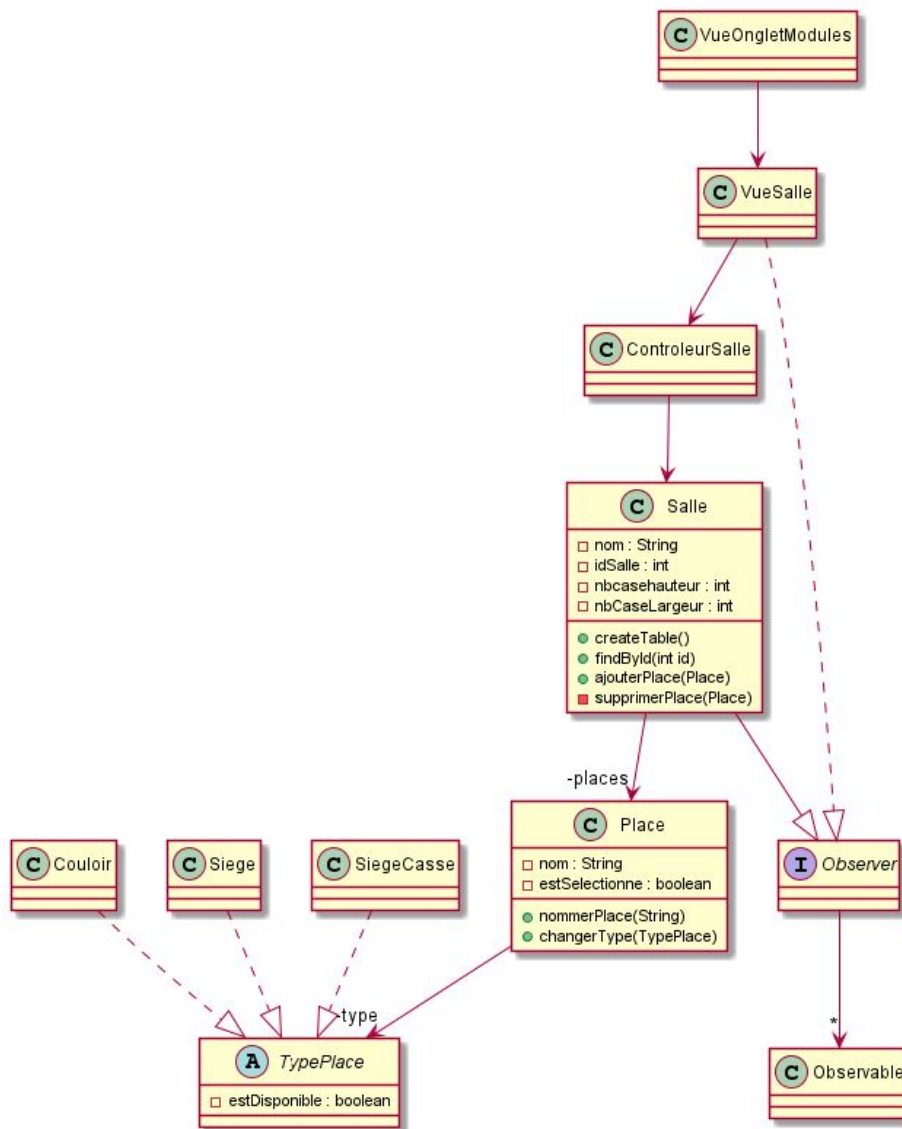 C VueOngletModules
C VueSalle
C ControleurSalle
C Salle
nom : String
idSalle : int
nbcasehauteur : int
nbCaseLargeur : int
createTable()
findById(int id)
ajouterPlace(Place)
supprimerPlace(Place)
-places
C Place
nom : String
estSelectionne : boolean
nommerPlace(String)
changerType(TypePlace)
C Couloir
C Siege
C SiegeCasse
I Observer
-type
A TypePlace
estDisponible : boolean
*
C Observable